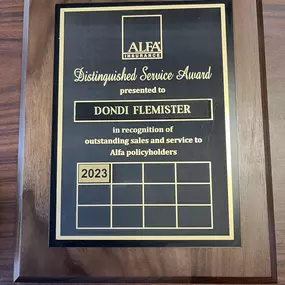 ALFA
INSURANCE
Distinguished Service Award
presented to
DONDI FLEMISTER
in recognition of
outstanding sales and service to
Alfa policyholders
2023